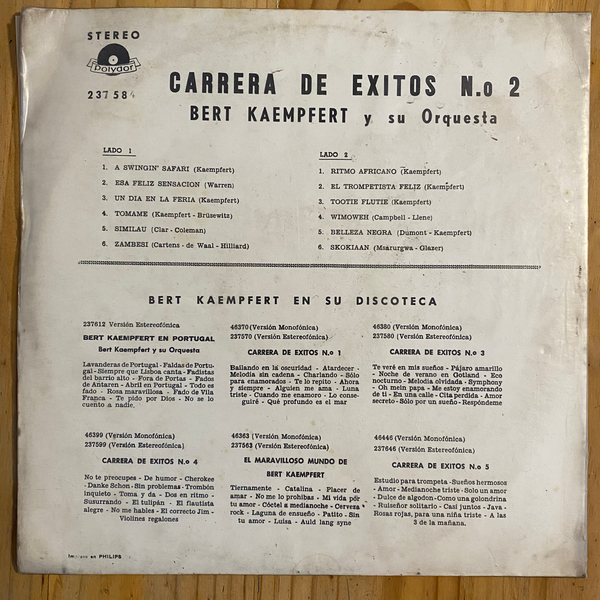 STEREO
Polydor
237 584
CARRERA DE EXITOS N.o 2
BERT KAEMPFERT y su Orquesta
LADO 1
1. A SWINGIN' SAFARI (Kaempfert)
2. ESA FELIZ SENSACION (Warren)
3. UN DIA EN LA FERIA (Kaempfert)
4. TOMAME (Kaempfert - Brüsewitz)
5. SIMILAU (Clar - Coleman)
6. ZAMBESI (Cartens - de Waal - Hilliard)
LADO 2
1. RITMO AFRICANO (Kaempfert)
2. EL TROMPETISTA FELIZ (Kaempfert)
3. TOOTIE FLUTIE (Kaempfert)
4. WIMOWEH (Campbell - Llene)
5. BELLEZA NEGRA (Dumont - Kaempfert)
6. SKOKIAAN (Msarurgwa - Glazer)
BERT KAEMPFERT EN SU DISCOTECA
237612 Versión Estereofónica
BERT KAEMPFERT EN PORTUGAL
Bert Kaempfert y su Orquesta
Lavanderas de Portugal - Faldas de Portu-
gal - Siempre que Lisboa canta - Fadistas
del barrio alto - Fora de Portas - Fados
de Añtaren - Abril en Portugal - Todo es
fado - Rosa maravillosa - Fado de Vila
Franca - Te pido por Dios - No se lo
cuento a nadie.
46370 (Versión Monofónica)
237570 (Versión Estereofónica)
CARRERA DE EXITOS N.o 1
Bailando en la oscuridad - Atardecer -
Melodía sin cadena - Charlando - Sólo
para enamorados - Te lo repito - Ahora
y siempre - Alguien me ama - Luna
triste - Cuando me enamoro - Lo conse-
guiré - Qué profundo es el mar
46380 (Versión Monofónica)
237580 (Versión Estereofónica)
CARRERA DE EXITOS N.o 3
Te veré en mis sueños - Pájaro amarillo
- Noche de verano en Gotland - Eco
nocturno - Melodía olvidada - Symphony
- Oh mein papa - Me estoy enamorando
de ti - En una calle - Cita perdida - Amor
secreto - Sólo por un sueño - Respóndeme
46399 (Versión Monofónica)
237599 (Versión Estereofónica)
CARRERA DE EXITOS N.o 4
No te preocupes - De humor - Cherokee
- Danke Schen - Sin problemas - Trombón
inquieto - Toma y da - Dos en ritmo -
Susurrando - El tulipán - El flautista
alegre - No me hables - El correcto Jim -
Violines regalones
46363 (Versión Monofónica)
237563 (Versión Estereofónica)
EL MARAVILLOSO MUNDO DE
BERT KAEMPFERT
Tiernamente - Catalina - Placer de
amar - No me lo prohibas - Mi vida por
tu amor - Cóctel a medianoche - Cerveza
rock - Laguna de ensueño - Patito - Sin
tu amor - Luisa - Auld lang syne
46446 (Versión Monofónica)
237646 (Versión Estereofónica)
CARRERA DE EXITOS N.o 5
Estudio para trompeta - Sueños hermosos
- Amor - Medianoche triste - Solo un amor
- Dulce de algodon - Como una golondrina
- Ruiseñor solitario - Casi juntos - Java -
Rosas rojas, para una niña triste - A las
3 de la mañana.
Impreso en PHILIPS